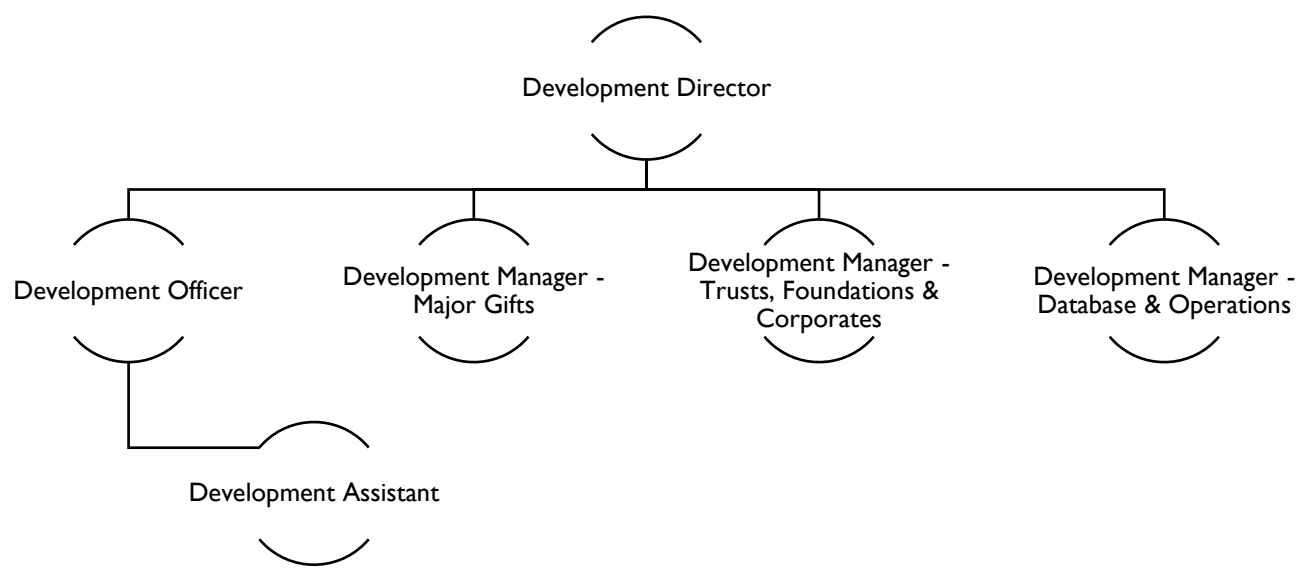 Development Director
Development Officer
Development Manager -
Major Gifts
Development Manager -
Trusts, Foundations &
Corporates
Development Manager -
Database & Operations
Development Assistant